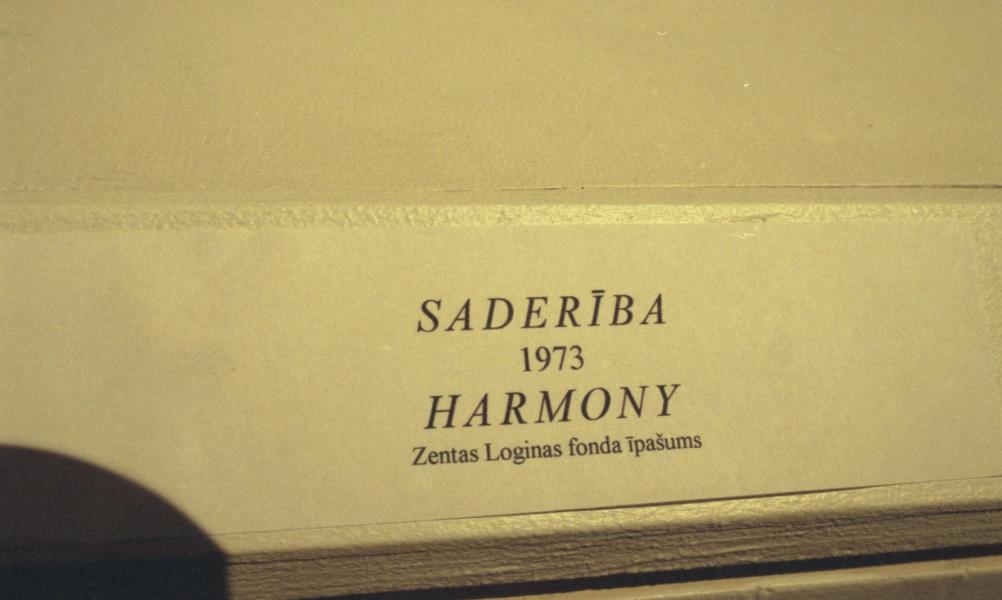 SADERĪBA
1973
HARMONY
Zentas Loginas fonda īpašums